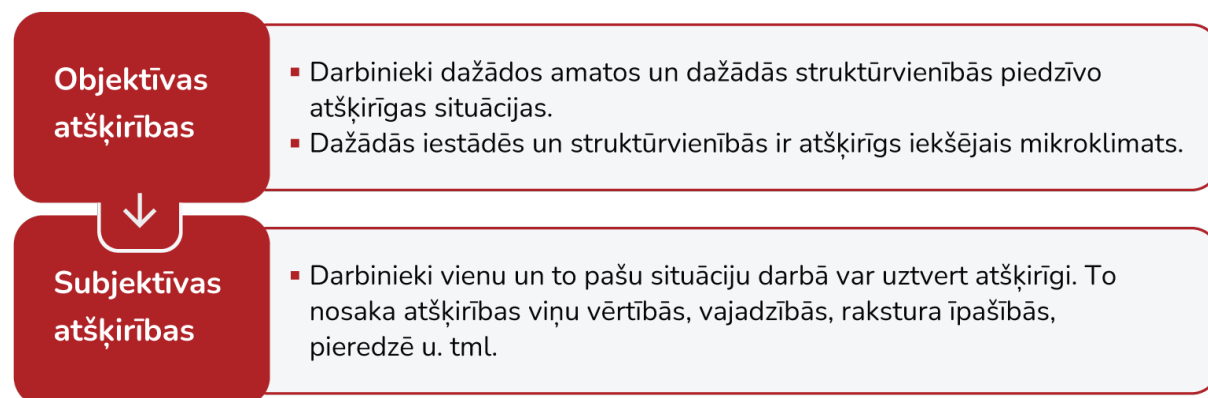 Objektīvas
atšķirības
▪ Darbinieki dažādos amatos un dažādās struktūrvienībās piedzīvo
atšķirīgas situācijas.
▪ Dažādās iestādēs un struktūrvienībās ir atšķirīgs iekšējais mikroklimats.
Subjektīvas
atšķirības
▪ Darbinieki vienu un to pašu situāciju darbā var uztvert atšķirīgi. To
nosaka atšķirības viņu vērtībās, vajadzībās, rakstura īpašībās,
pieredzē u. tml.